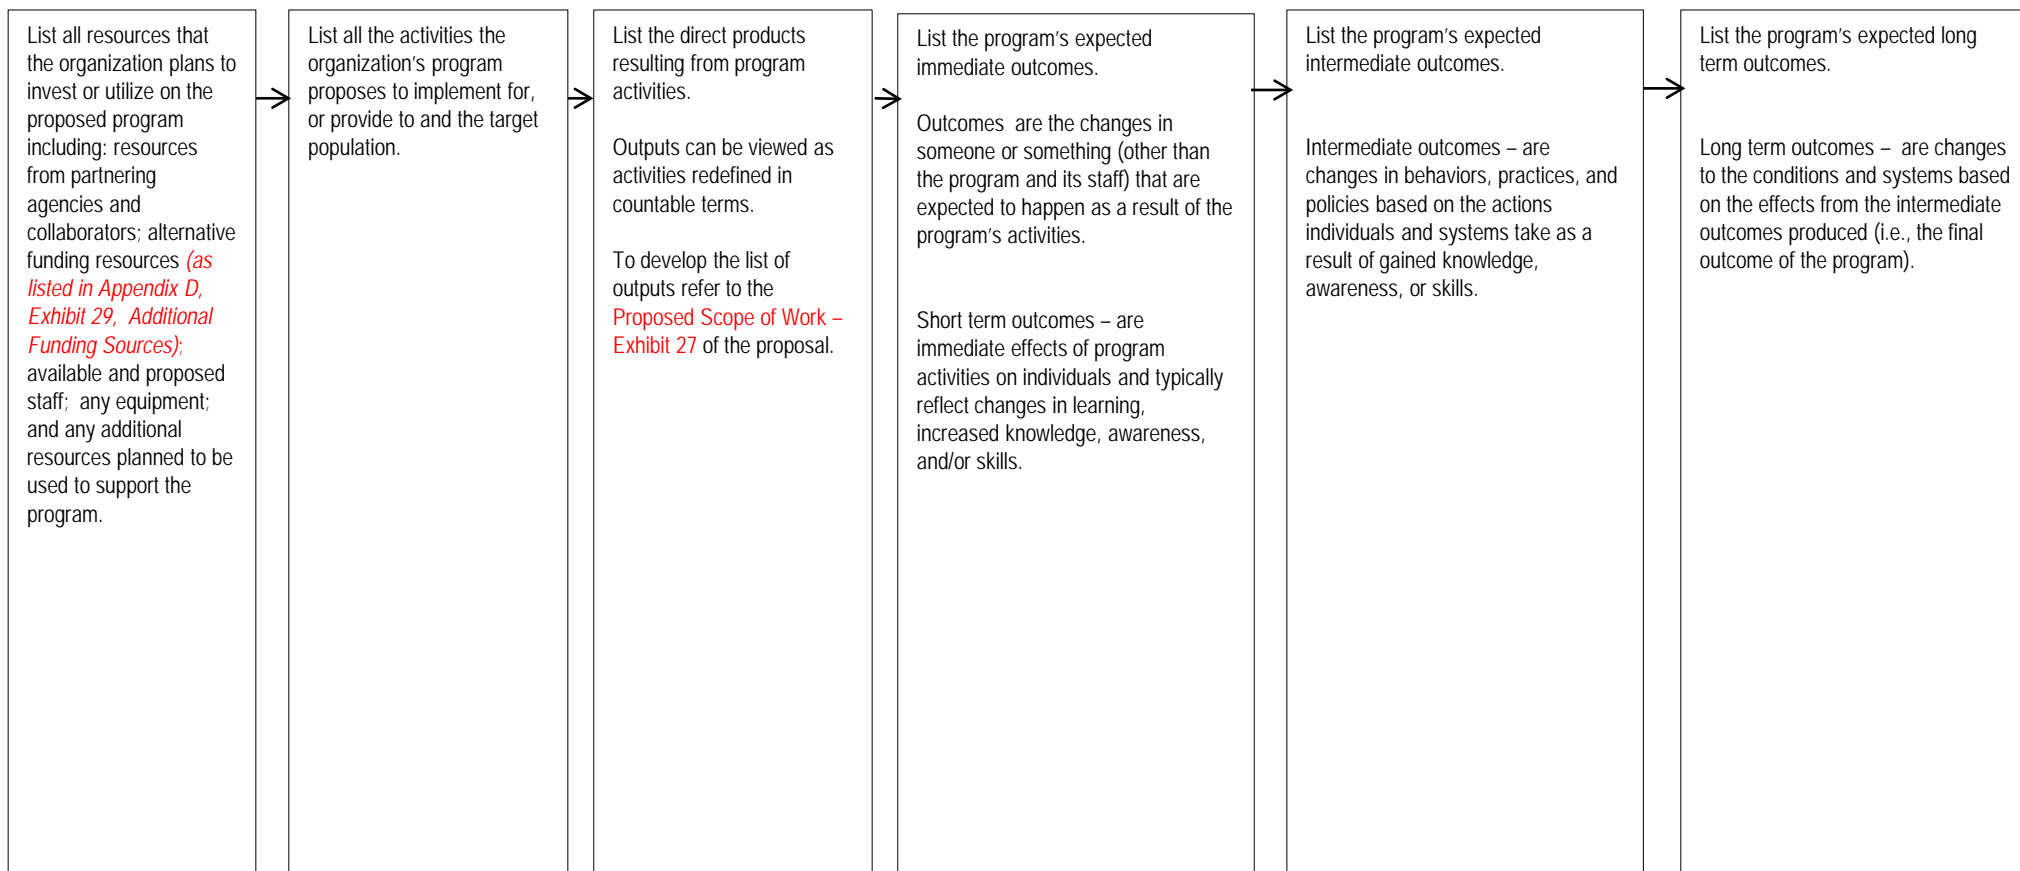 List all resources that
the organization plans to
invest or utilize on the
proposed program
including: resources
from partnering
agencies and
collaborators; alternative
funding resources (as
listed in Appendix D,
Exhibit 29,  Additional
Funding Sources);
available and proposed
staff;  any equipment;
and any additional
resources planned to be
used to support the
program.
List all the activities the
organization’s program
proposes to implement for,
or provide to and the target
population.
List the direct products
resulting from program
activities.
Outputs can be viewed as
activities redefined in
countable terms.
To develop the list of
outputs refer to the
Proposed Scope of Work –
Exhibit 27 of the proposal.
List the program’s expected
immediate outcomes.
Outcomes  are the changes in
someone or something (other than
the program and its staff) that are
expected to happen as a result of the
program’s activities.
Short term outcomes – are
immediate effects of program
activities on individuals and typically
reflect changes in learning,
increased knowledge, awareness,
and/or skills.
List the program’s expected
intermediate outcomes.
Intermediate outcomes – are
changes in behaviors, practices, and
policies based on the actions
individuals and systems take as a
result of gained knowledge,
awareness, or skills.
List the program’s expected long
term outcomes.
Long term outcomes –  are changes
to the conditions and systems based
on the effects from the intermediate
outcomes produced (i.e., the final
outcome of the program).